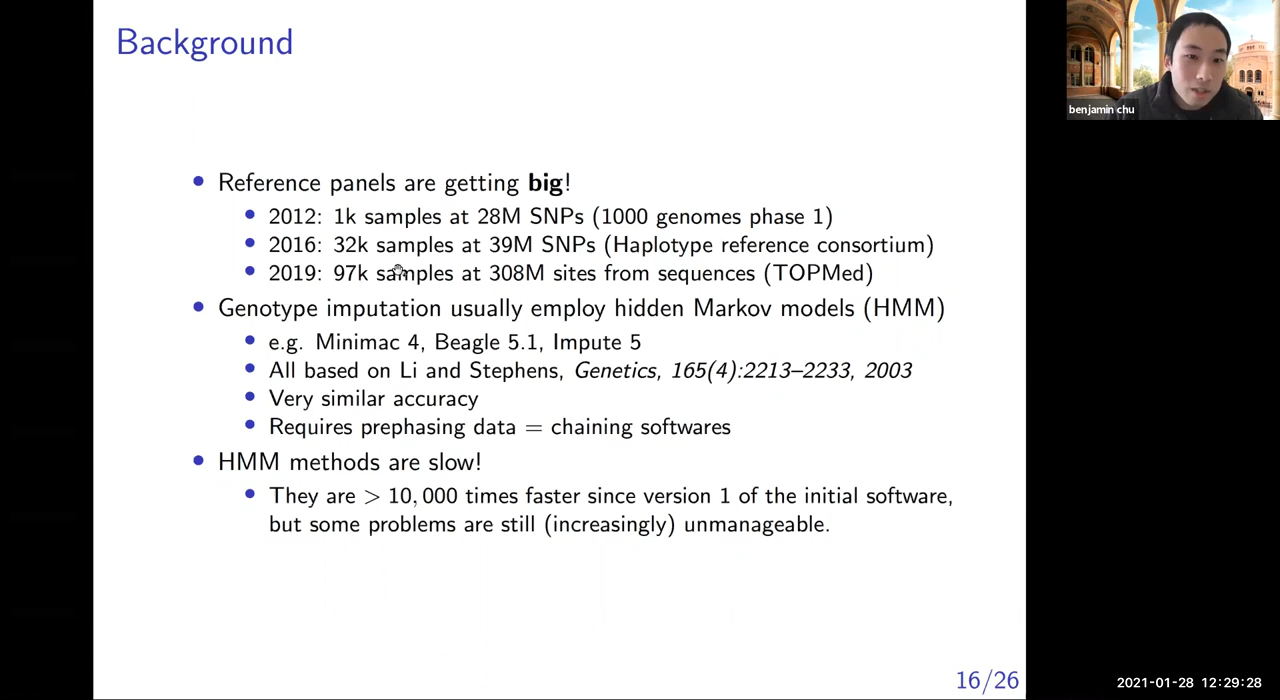 Background
• Reference panels are getting big!
• 2012: 1k samples at 28M SNPs (1000 genomes phase 1)
• 2016: 32k samples at 39M SNPs (Haplotype reference consortium)
• 2019: 97k samples at 308M sites from sequences (TOPMed)
• Genotype imputation usually employ hidden Markov models (HMM)
• e.g. Minimac 4, Beagle 5.1, Impute 5
• All based on Li and Stephens, Genetics, 165(4):2213–2233, 2003
• Very similar accuracy
• Requires prephasing data = chaining softwares
• HMM methods are slow!
• They are > 10, 000 times faster since version 1 of the initial software,
but some problems are still (increasingly) unmanageable.
16/26
benjamin chu
2021-01-28 12:29:28